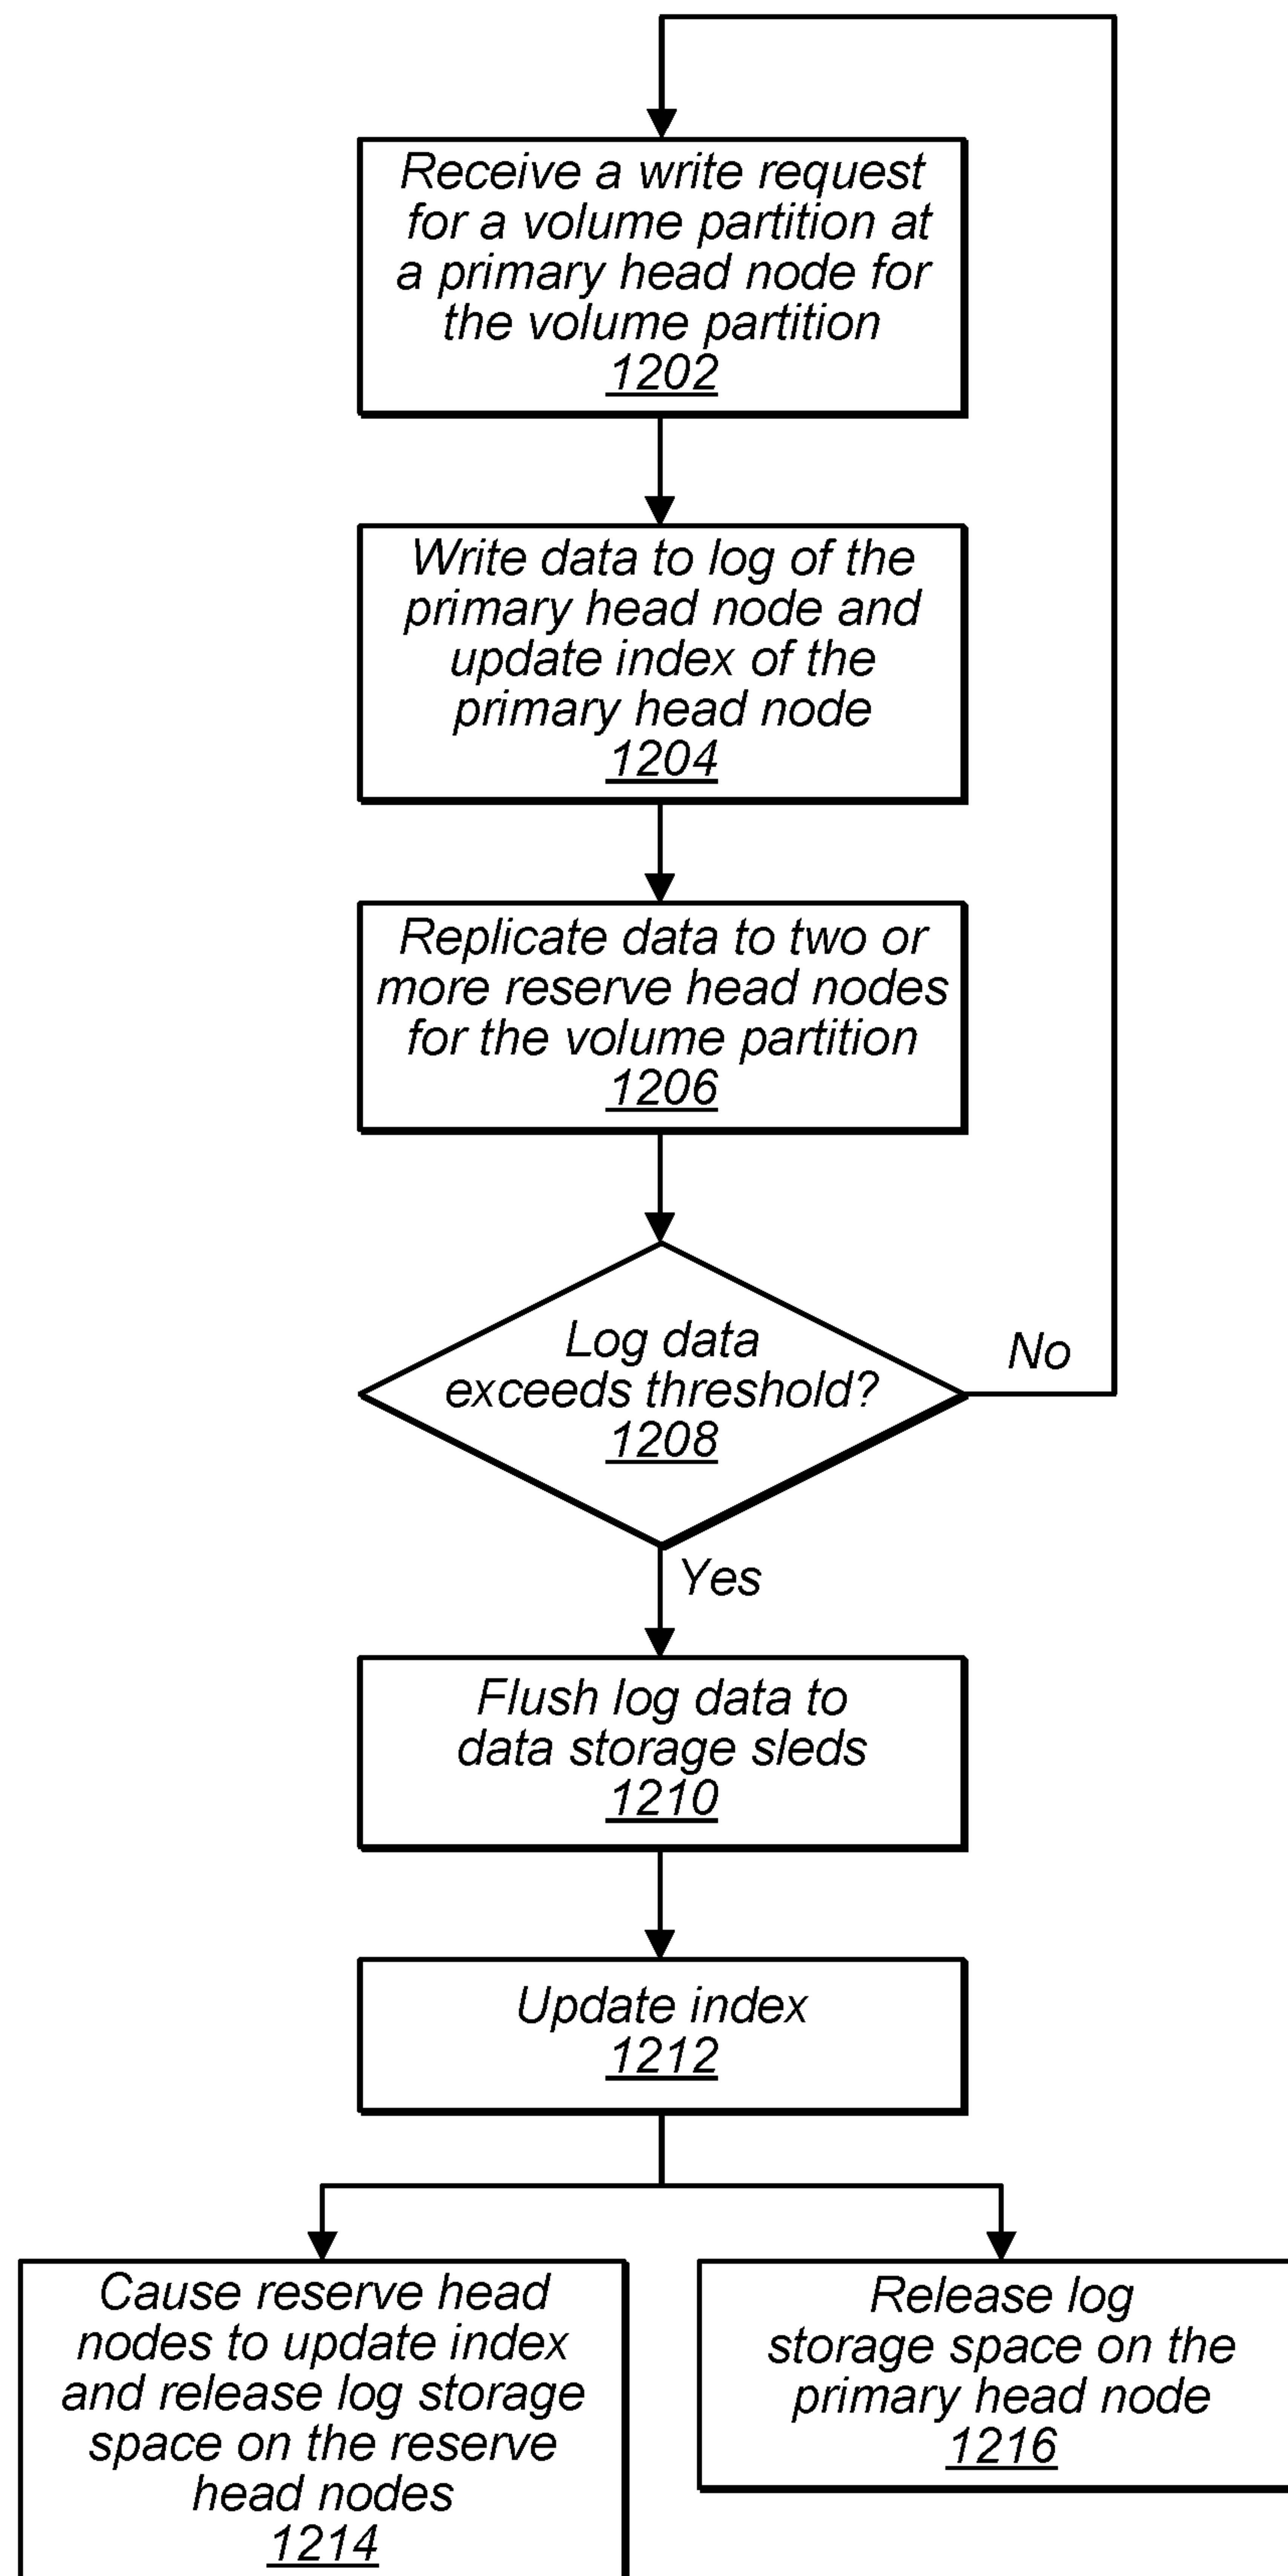 Receive a write request
for a volume partition at
a primary head node for
the volume partition
1202
Write data to log of the
primary head node and
update index of the
primary head node
1204
Replicate data to two or
more reserve head nodes
for the volume partition
1206
Log data
exceeds threshold?
1208
No
Yes
Flush log data to
data storage sleds
1210
Update index
1212
Cause reserve head
nodes to update index
and release log storage
space on the reserve
head nodes
1214
Release log
storage space on the
primary head node
1216